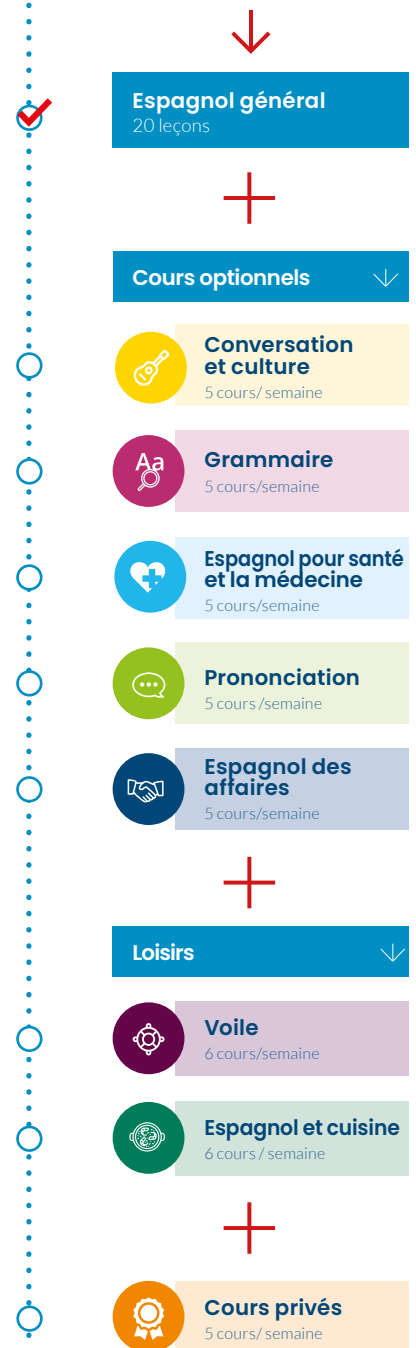 Espagnol général
20 leçons
Cours optionnels
Conversation
et culture
5 cours/ semaine
Aa
Grammaire
5 cours/semaine
Espagnol pour santé
et la médecine
5 cours/semaine
Prononciation
5 cours /semaine
Espagnol des
affaires
5 cours/semaine
Loisirs
Voile
6 cours/semaine
Espagnol et cuisine
6 cours / semaine
Cours privés
5 cours/ semaine